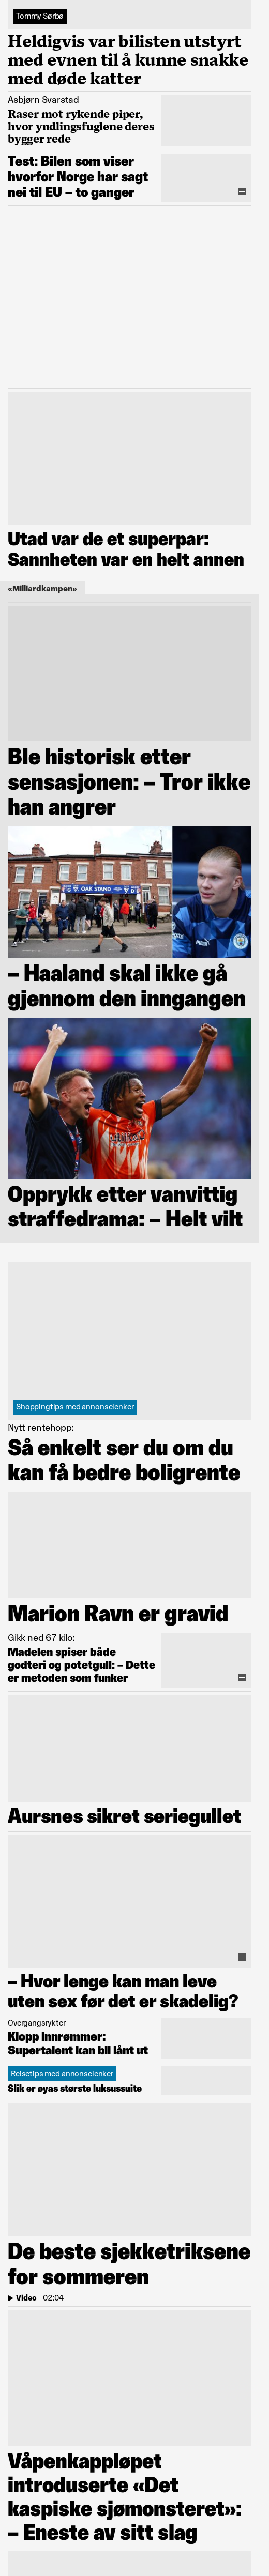 Tommy Sørbø
Heldigvis var bilisten utstyrt
med evnen til å kunne snakke
med døde katter
Asbjørn Svarstad
Raser mot rykende piper,
hvor yndlingsfuglene deres
bygger rede
Test: Bilen som viser
hvorfor Norge har sagt
nei til EU – to ganger
Utad var de et superpar:
Sannheten var en helt annen
«Milliardkampen»
Ble historisk etter
sensasjonen: – Tror ikke
han angrer
OAK STAND
– Haaland skal ikke gå
gjennom den inngangen
Opprykk etter vanvittig
straffedrama: – Helt vilt
Shoppingtips med annonselenker
Nytt rentehopp:
Så enkelt ser du om du
kan få bedre boligrente
Marion Ravn er gravid
Gikk ned 67 kilo:
Madelen spiser både
godteri og potetgull: – Dette
er metoden som funker
Aursnes sikret seriegullet
– Hvor lenge kan man leve
uten sex før det er skadelig?
Overgangsrykter
Klopp innrømmer:
Supertalent kan bli lånt ut
Reisetips med annonselenker
Slik er øyas største luksussuite
De beste sjekketriksene
for sommeren
Video | 02:04
Våpenkappløpet
introduserte «Det
kaspiske sjømonsteret»:
– Eneste av sitt slag